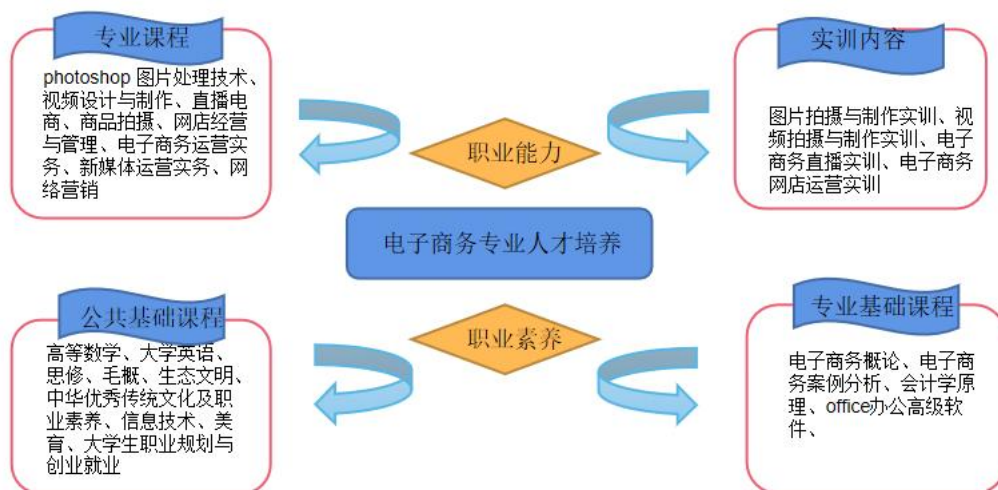 专业课程
photoshop 图片处理技术、
视频设计与制作、直播电
商、商品拍摄、网店经营
与管理、电子商务运营实
务、新媒体运营实务、网
络营销
实训内容
图片拍摄与制作实训、视
频拍摄与制作实训、电子
商务直播实训、电子商务
网店运营实训
职业能力
电子商务专业人才培养
职业素养
公共基础课程
高等数学、大学英语、
思修、毛概、生态文明、
中华优秀传统文化及职
业素养、信息技术、美
育、大学生职业规划与
创业就业
专业基础课程
电子商务概论、电子商
务案例分析、会计学原
理、office办公高级软
件、